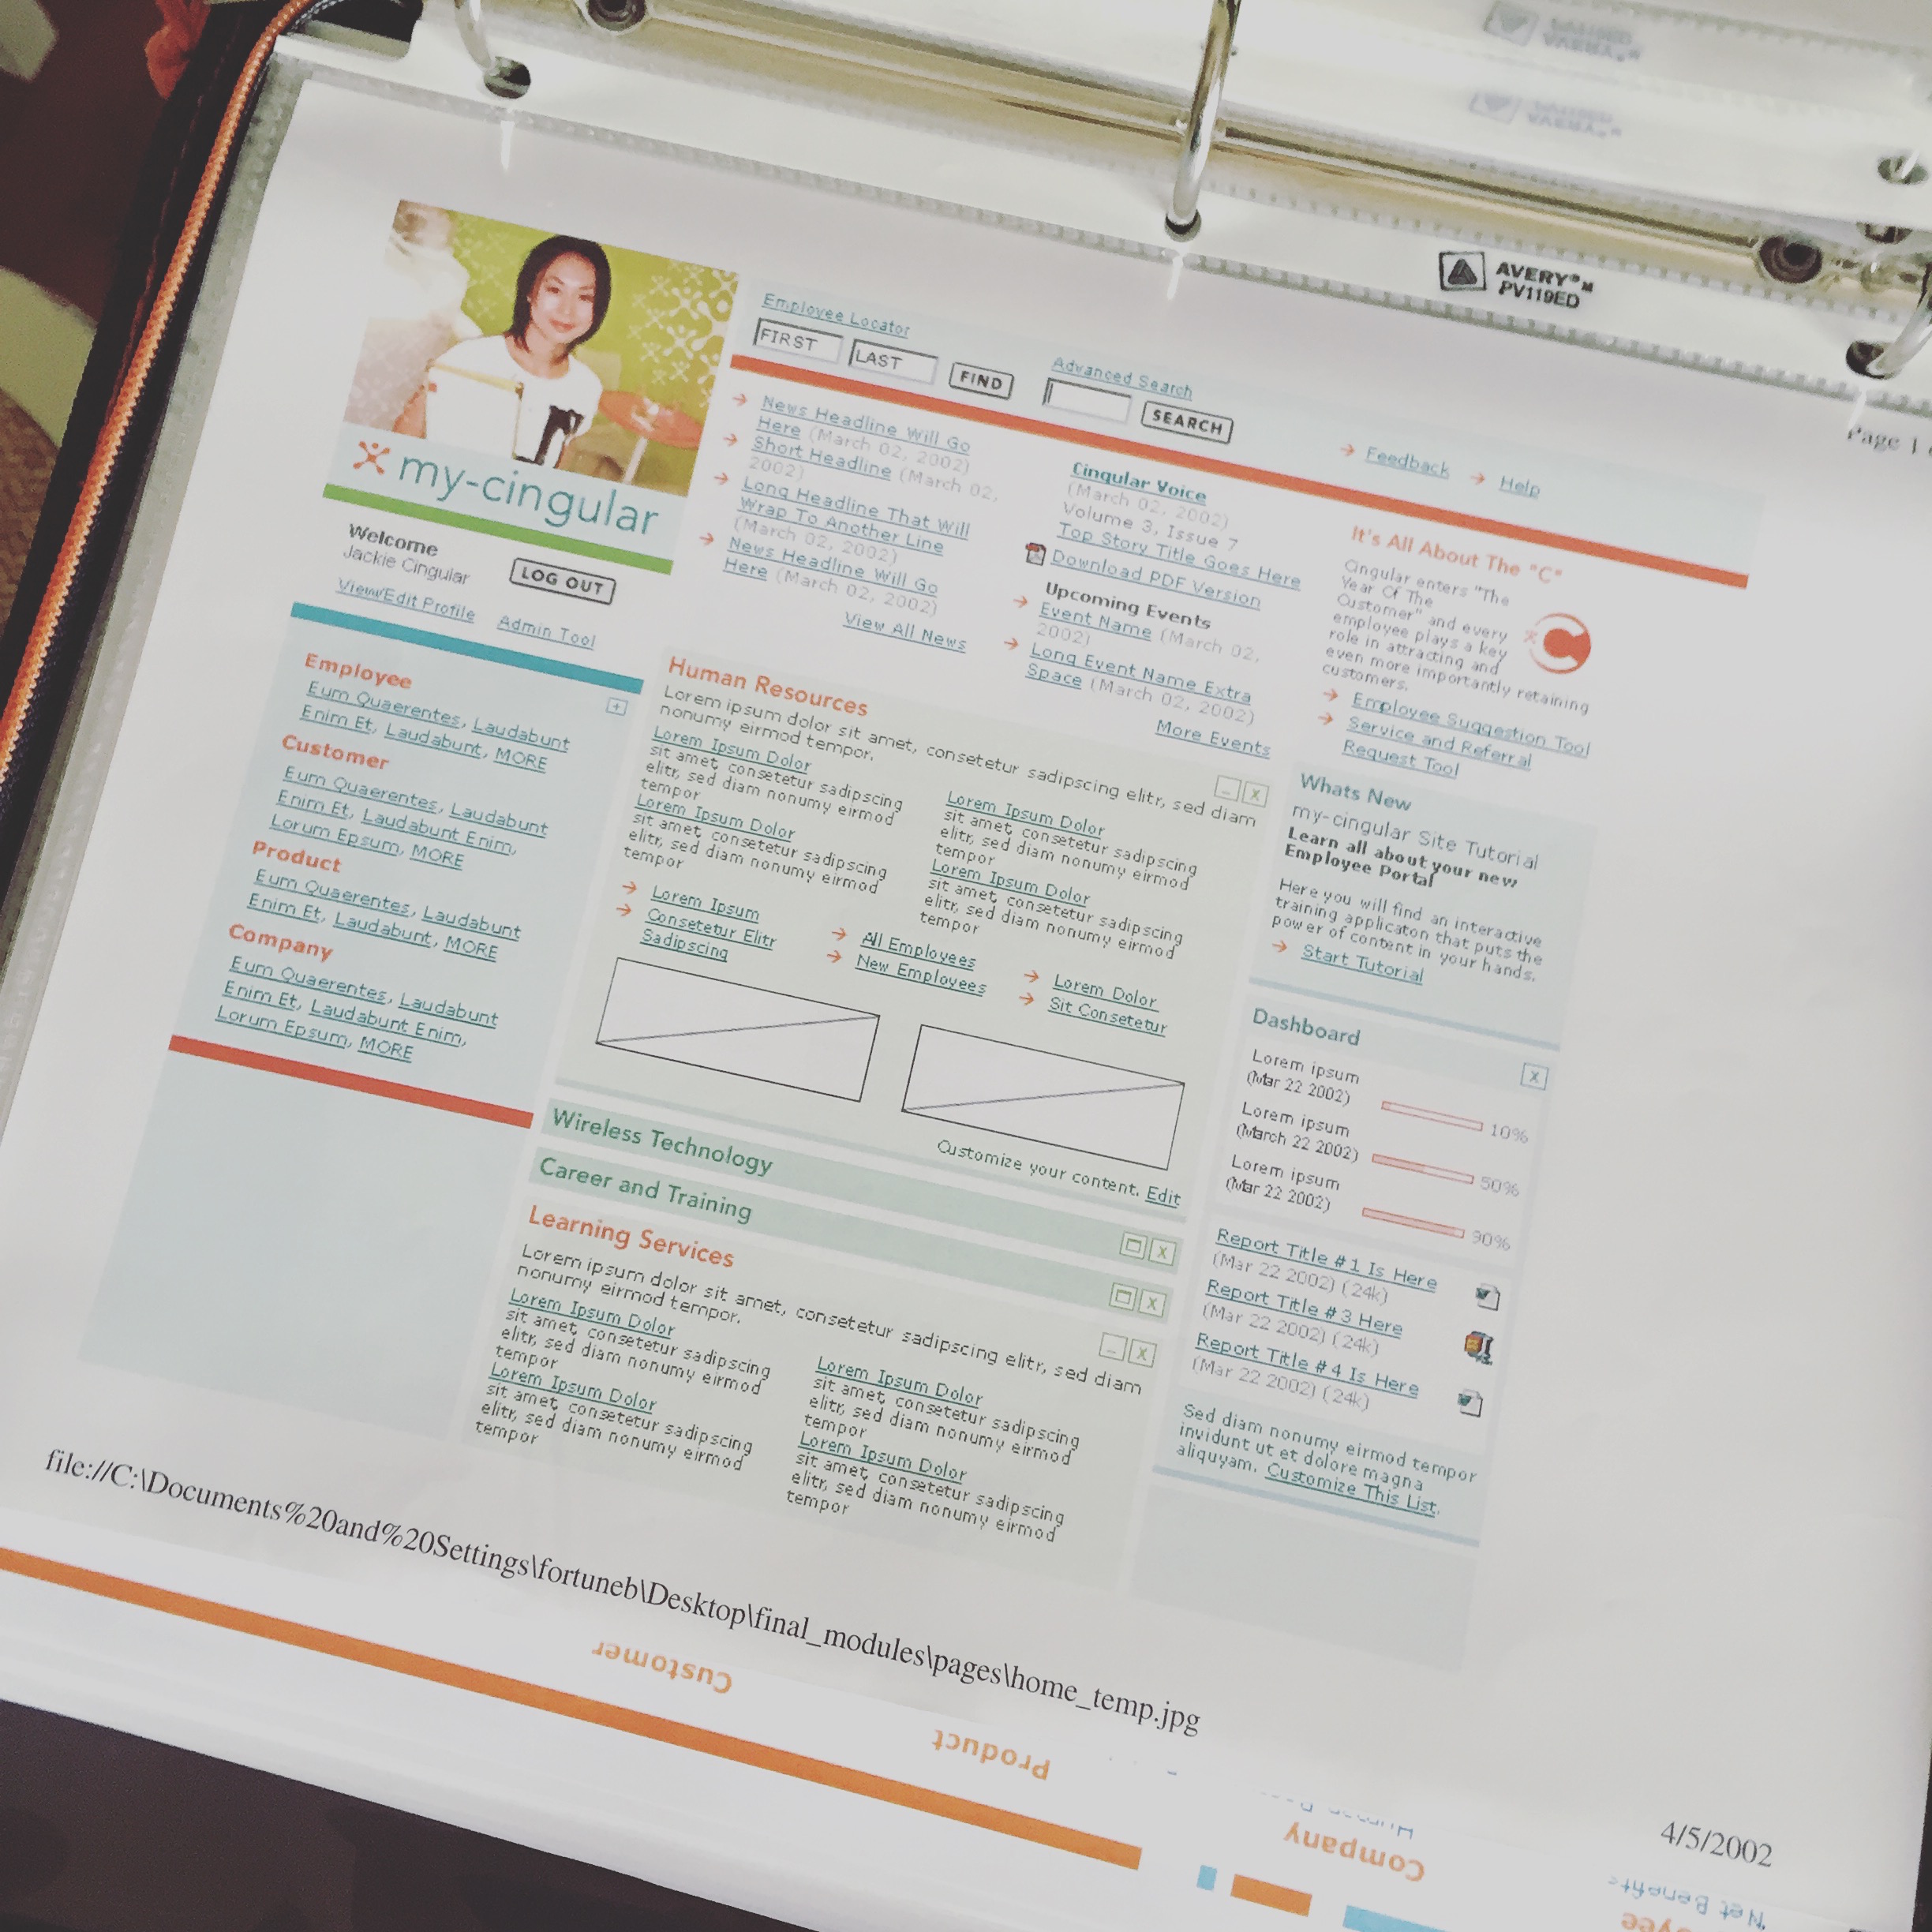 AVERY®
PV119ED
Page 1
Employee Locator
FIRST LAST FIND
Advanced Search
SEARCH
Feedback Help
my-cingular
Welcome
Jackie Cingular
LOG OUT
View/Edit Profile Admin Tool
Employee
Eum Quaerentes, Laudabunt
Enim Et, Laudabunt, MORE
Customer
Eum Quaerentes, Laudabunt
Enim Et, Laudabunt Enim,
Lorum Epsum, MORE
Product
Eum Quaerentes, Laudabunt
Enim Et, Laudabunt, MORE
Company
Eum Quaerentes, Laudabunt
Enim Et, Laudabunt Enim,
Lorum Epsum, MORE
News Headline Will Go
Here (March 02, 2002)
Short Headline (March 02,
2002)
Long Headline That Will
Wrap To Another Line
(March 02, 2002)
News Headline Will Go
Here (March 02, 2002)
View All News
Cingular Voice
(March 02, 2002)
Volume 3, Issue 7
Top Story Title Goes Here
Download PDF Version
Upcoming Events
Event Name (March 02,
2002)
Long Event Name Extra
Space (March 02, 2002)
More Events
It's All About The "C"
Cingular enters "The
Year Of The
Customer" and every
employee plays a key
role in attracting and
even more importantly retaining
customers.
Employee Suggestion Tool
Service and Referral
Request Tool
Human Resources
Lorem ipsum dolor sit amet, consetetur sadipscing elitr, sed diam
nonumy eirmod tempor.
Lorem Ipsum Dolor
sit amet, consetetur sadipscing
elitr, sed diam nonumy eirmod
tempor
Lorem Ipsum Dolor
sit amet, consetetur sadipscing
elitr, sed diam nonumy eirmod
tempor
Lorem Ipsum Dolor
sit amet, consetetur sadipscing
elitr, sed diam nonumy eirmod
tempor
Lorem Ipsum Dolor
sit amet, consetetur sadipscing
elitr, sed diam nonumy eirmod
tempor
Lorem Ipsum
Consetetur Elitr
Sadipscing
All Employees
New Employees
Lorem Dolor
Sit Consetetur
Customize your content. Edit
Wireless Technology
Career and Training
Learning Services
Lorem ipsum dolor sit amet, consetetur sadipscing elitr, sed diam
nonumy eirmod tempor.
Lorem Ipsum Dolor
sit amet, consetetur sadipscing
elitr, sed diam nonumy eirmod
tempor
Lorem Ipsum Dolor
sit amet, consetetur sadipscing
elitr, sed diam nonumy eirmod
tempor
Lorem Ipsum Dolor
sit amet, consetetur sadipscing
elitr, sed diam nonumy eirmod
tempor
Lorem Ipsum Dolor
sit amet, consetetur sadipscing
elitr, sed diam nonumy eirmod
tempor
Whats New
my-cingular Site Tutorial
Learn all about your new
Employee Portal
Here you will find an interactive
training applicaton that puts the
power of content in your hands.
Start Tutorial
Dashboard
Lorem ipsum
(Mar 22 2002) 10%
Lorem ipsum
(March 22 2002) 50%
Lorem ipsum
(Mar 22 2002) 90%
Report Title #1 Is Here
(Mar 22 2002) (24k)
Report Title #3 Here
(Mar 22 2002) (24k)
Report Title #4 Is Here
(Mar 22 2002) (24k)
Sed diam nonumy eirmod tempor
invidunt ut et dolore magna
aliquyam. Customize This List.
file://C:\Documents%20and%20Settings\fortuneb\Desktop\final_modules\pages\home_temp.jpg
4/5/2002
Customer
Product
Company
Net Benefits